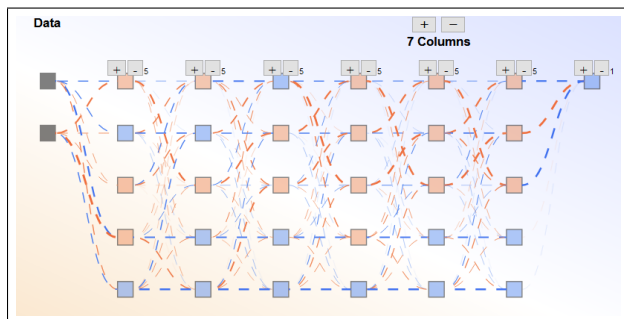 Data
+ −
7 Columns
+ - 5 + - 5 + - 5 + - 5 + - 5 + - 5 + - 1